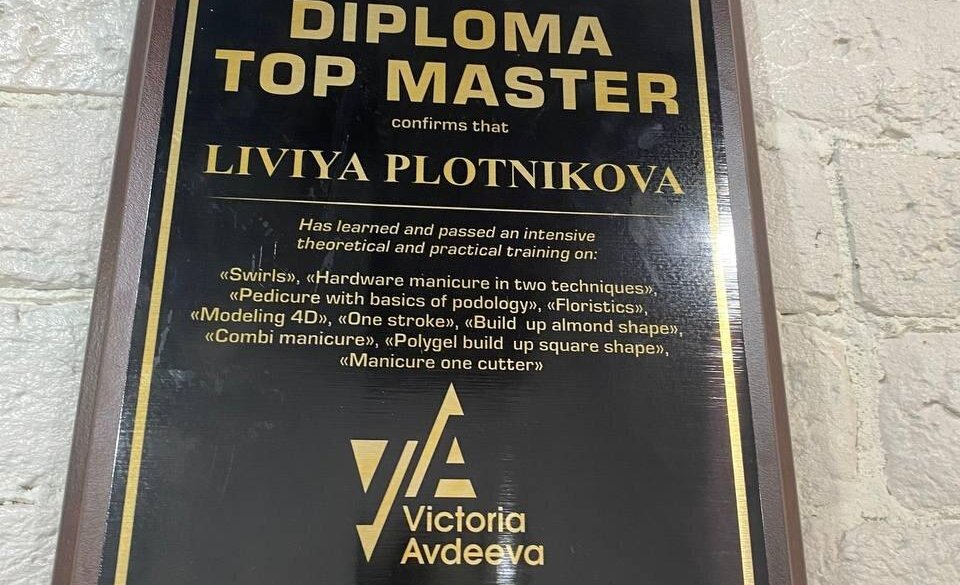 DIPLOMA
TOP MASTER
confirms that
LIVIYA PLOTNIKOVA
Has learned and passed an intensive
theoretical and practical training on:
«Swirls», «Hardware manicure in two techniques»,
«Pedicure with basics of podology», «Floristics»,
«Modeling 4D», «One stroke», «Build up almond shape»,
«Combi manicure», «Polygel build up square shape»,
«Manicure one cutter»
VA
Victoria
Avdeeva